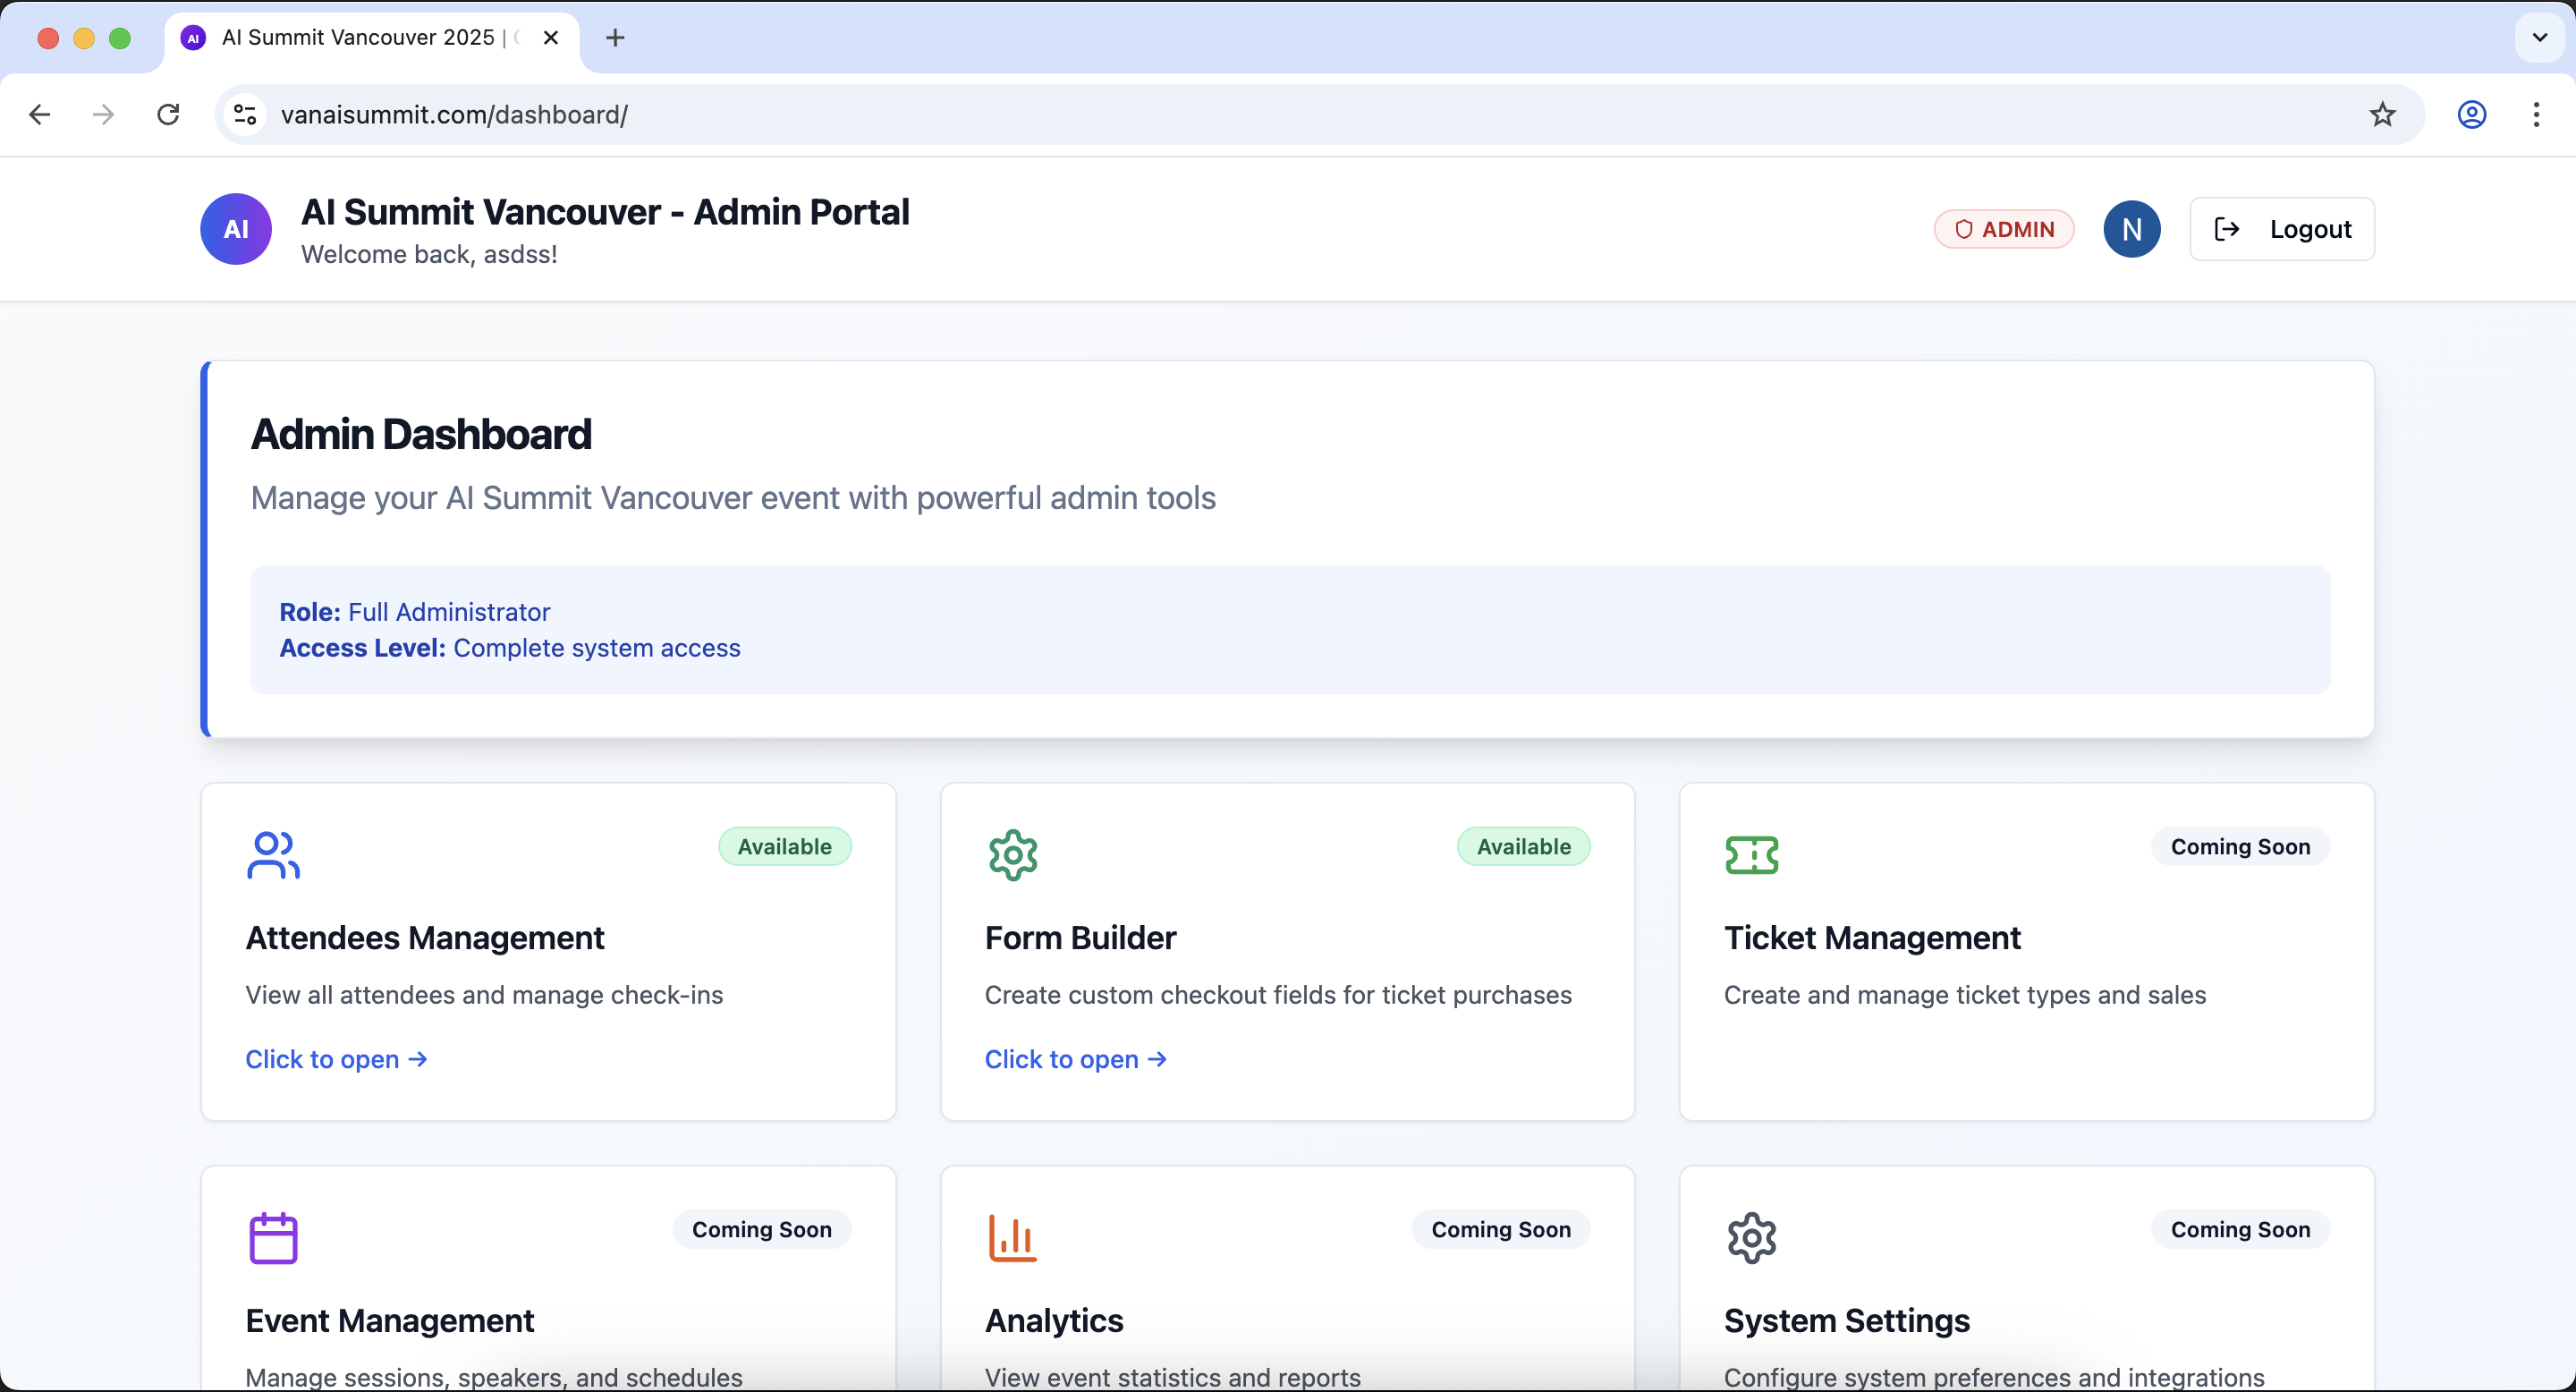 AI
AI Summit Vancouver 2025 |
vanaisummit.com/dashboard/
AI
AI Summit Vancouver - Admin Portal
Welcome back, asdss!
ADMIN
N
Logout
Admin Dashboard
Manage your AI Summit Vancouver event with powerful admin tools
Role: Full Administrator
Access Level: Complete system access
Available
Attendees Management
View all attendees and manage check-ins
Click to open →
Available
Form Builder
Create custom checkout fields for ticket purchases
Click to open →
Coming Soon
Ticket Management
Create and manage ticket types and sales
Coming Soon
Event Management
Manage sessions, speakers, and schedules
Coming Soon
Analytics
View event statistics and reports
Coming Soon
System Settings
Configure system preferences and integrations